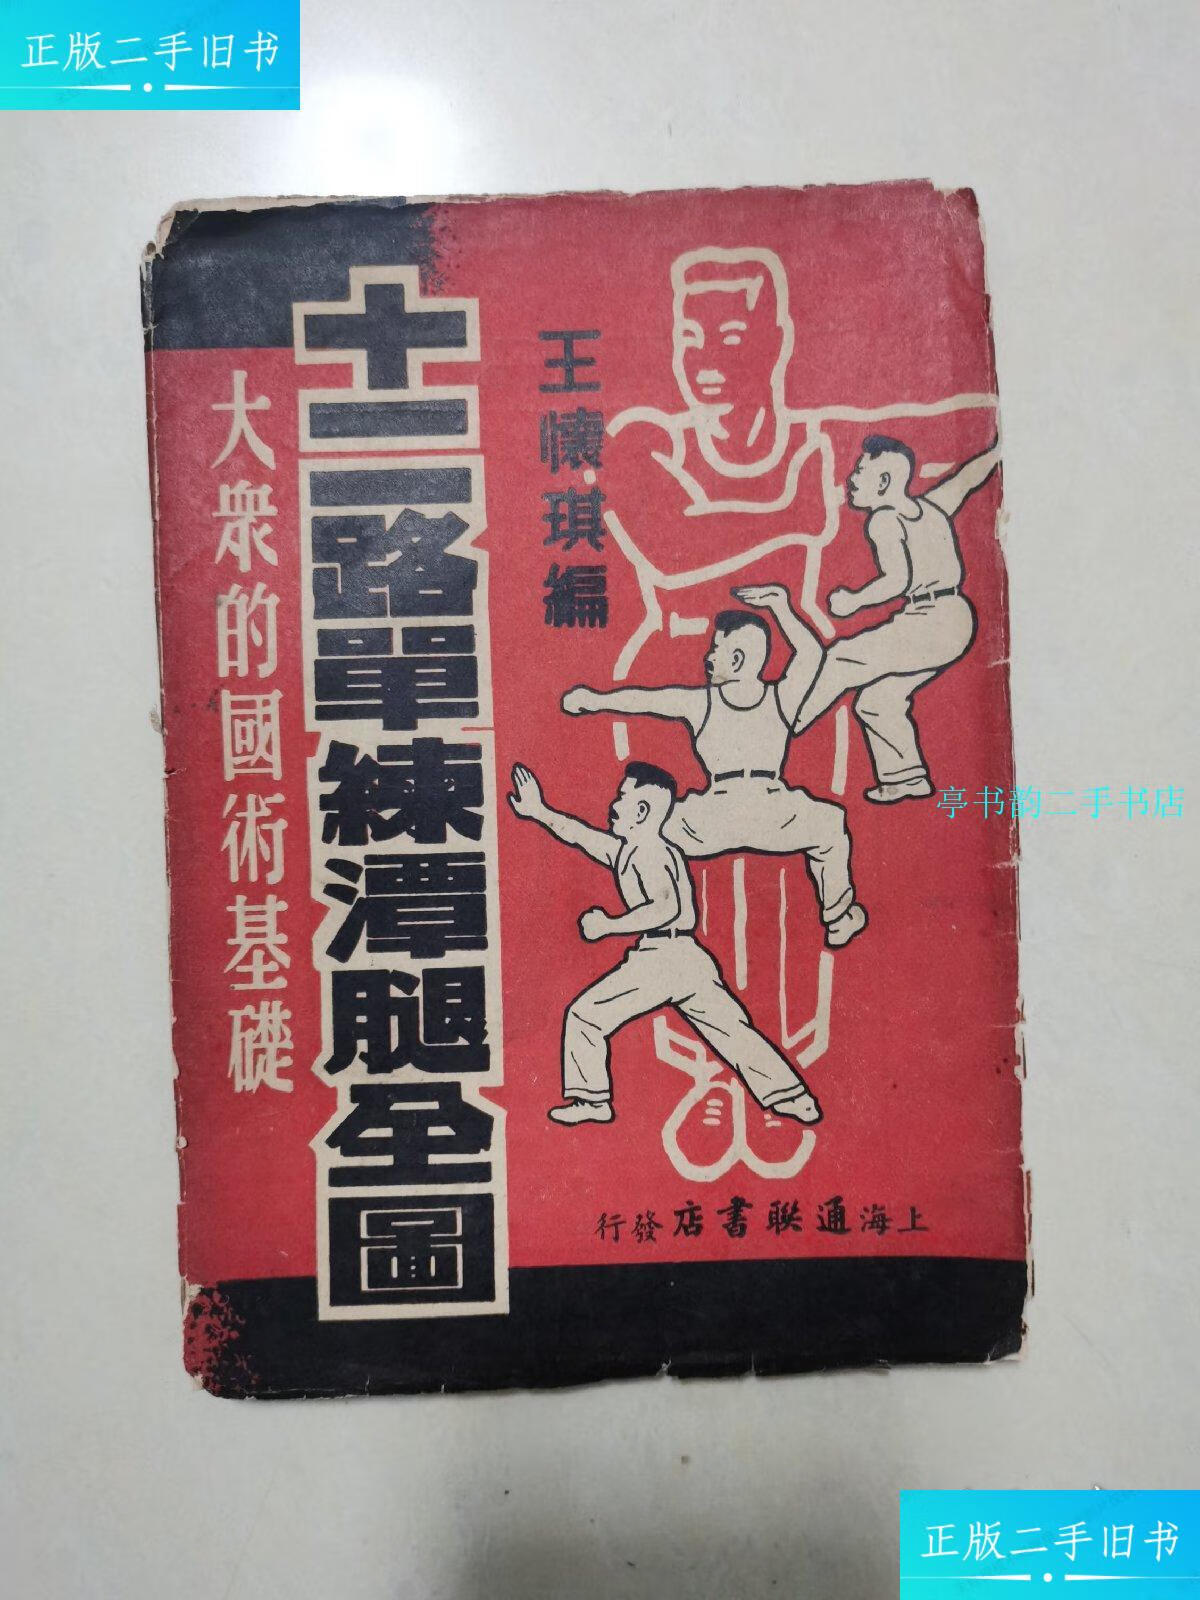 正版二手旧书
王懷琪編
十二路單練潭腿全圖
大衆的國術基礎
亭书韵二手书店
上海通聯書店發行
正版二手旧书